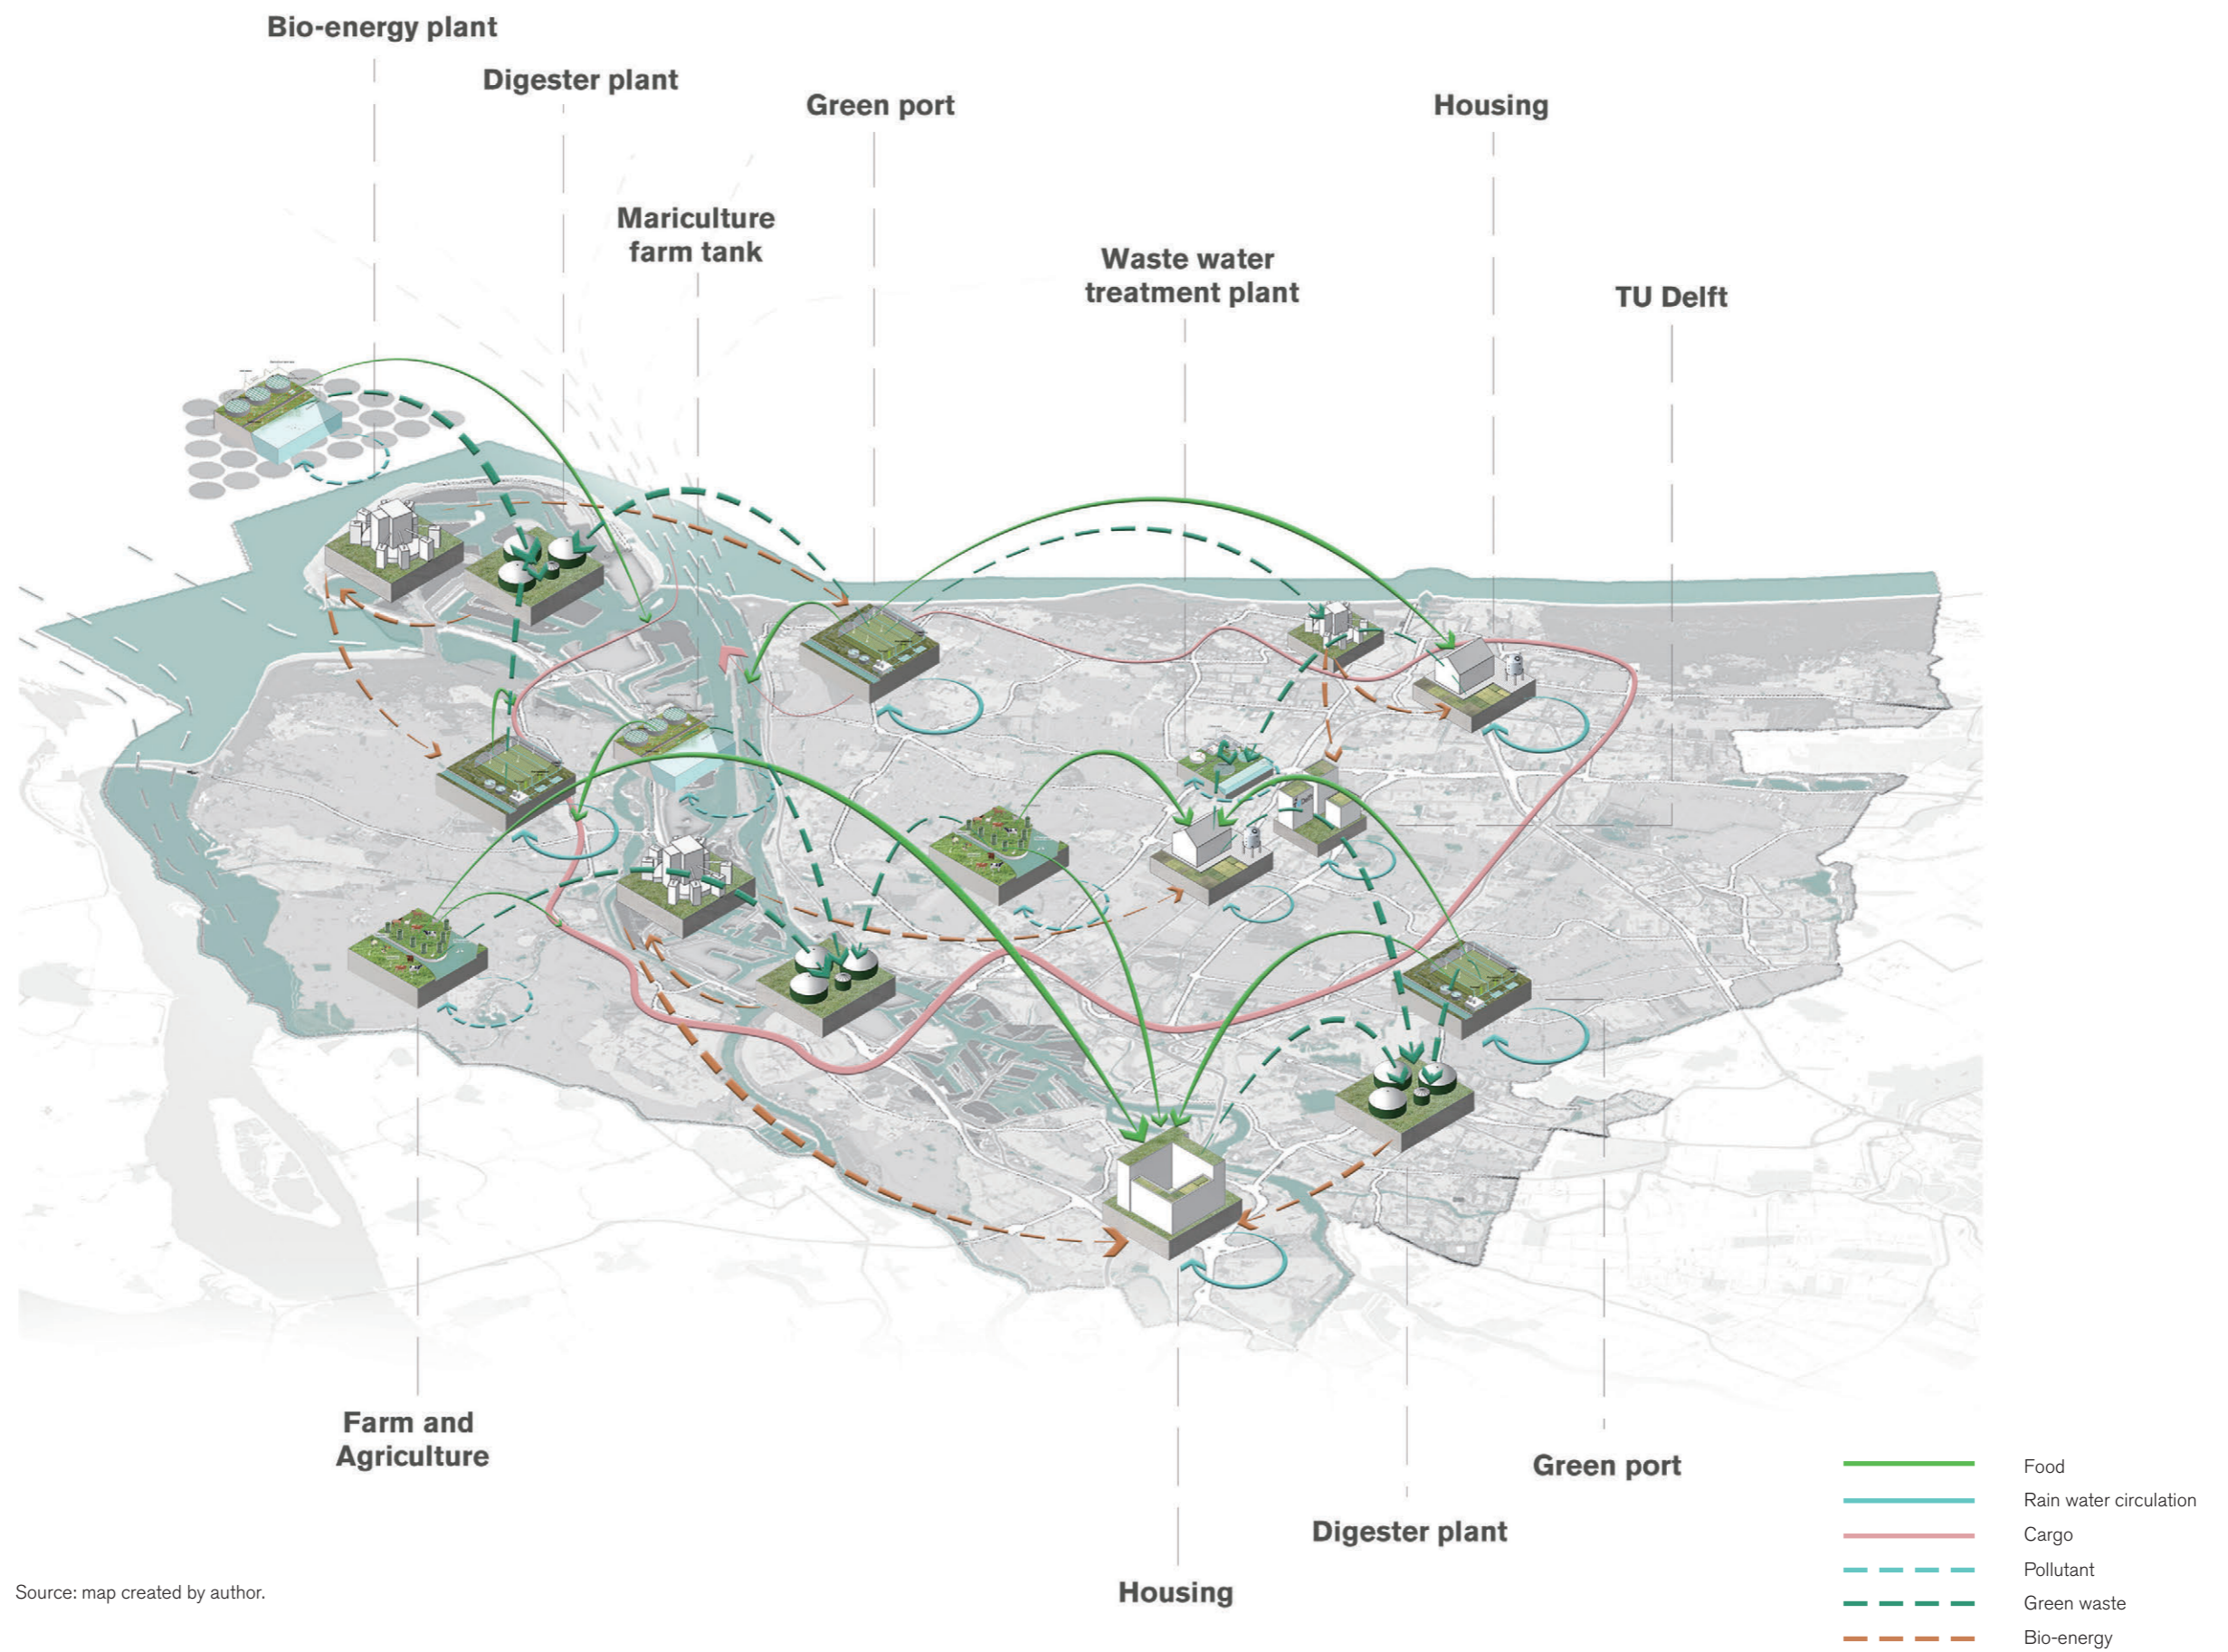 Bio-energy plant
Digester plant
Green port
Housing
Mariculture
farm tank
Waste water
treatment plant
TU Delft
Farm and
Agriculture
Green port
Digester plant
Housing
Food
Rain water circulation
Cargo
Pollutant
Green waste
Bio-energy
Source: map created by author.